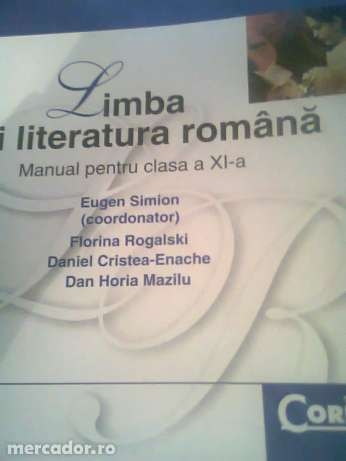 Limba
i literatura română
Manual pentru clasa a XI-a
Eugen Simion
(coordonator)
Florina Rogalski
Daniel Cristea-Enache
Dan Horia Mazilu
Cori
mercador.ro